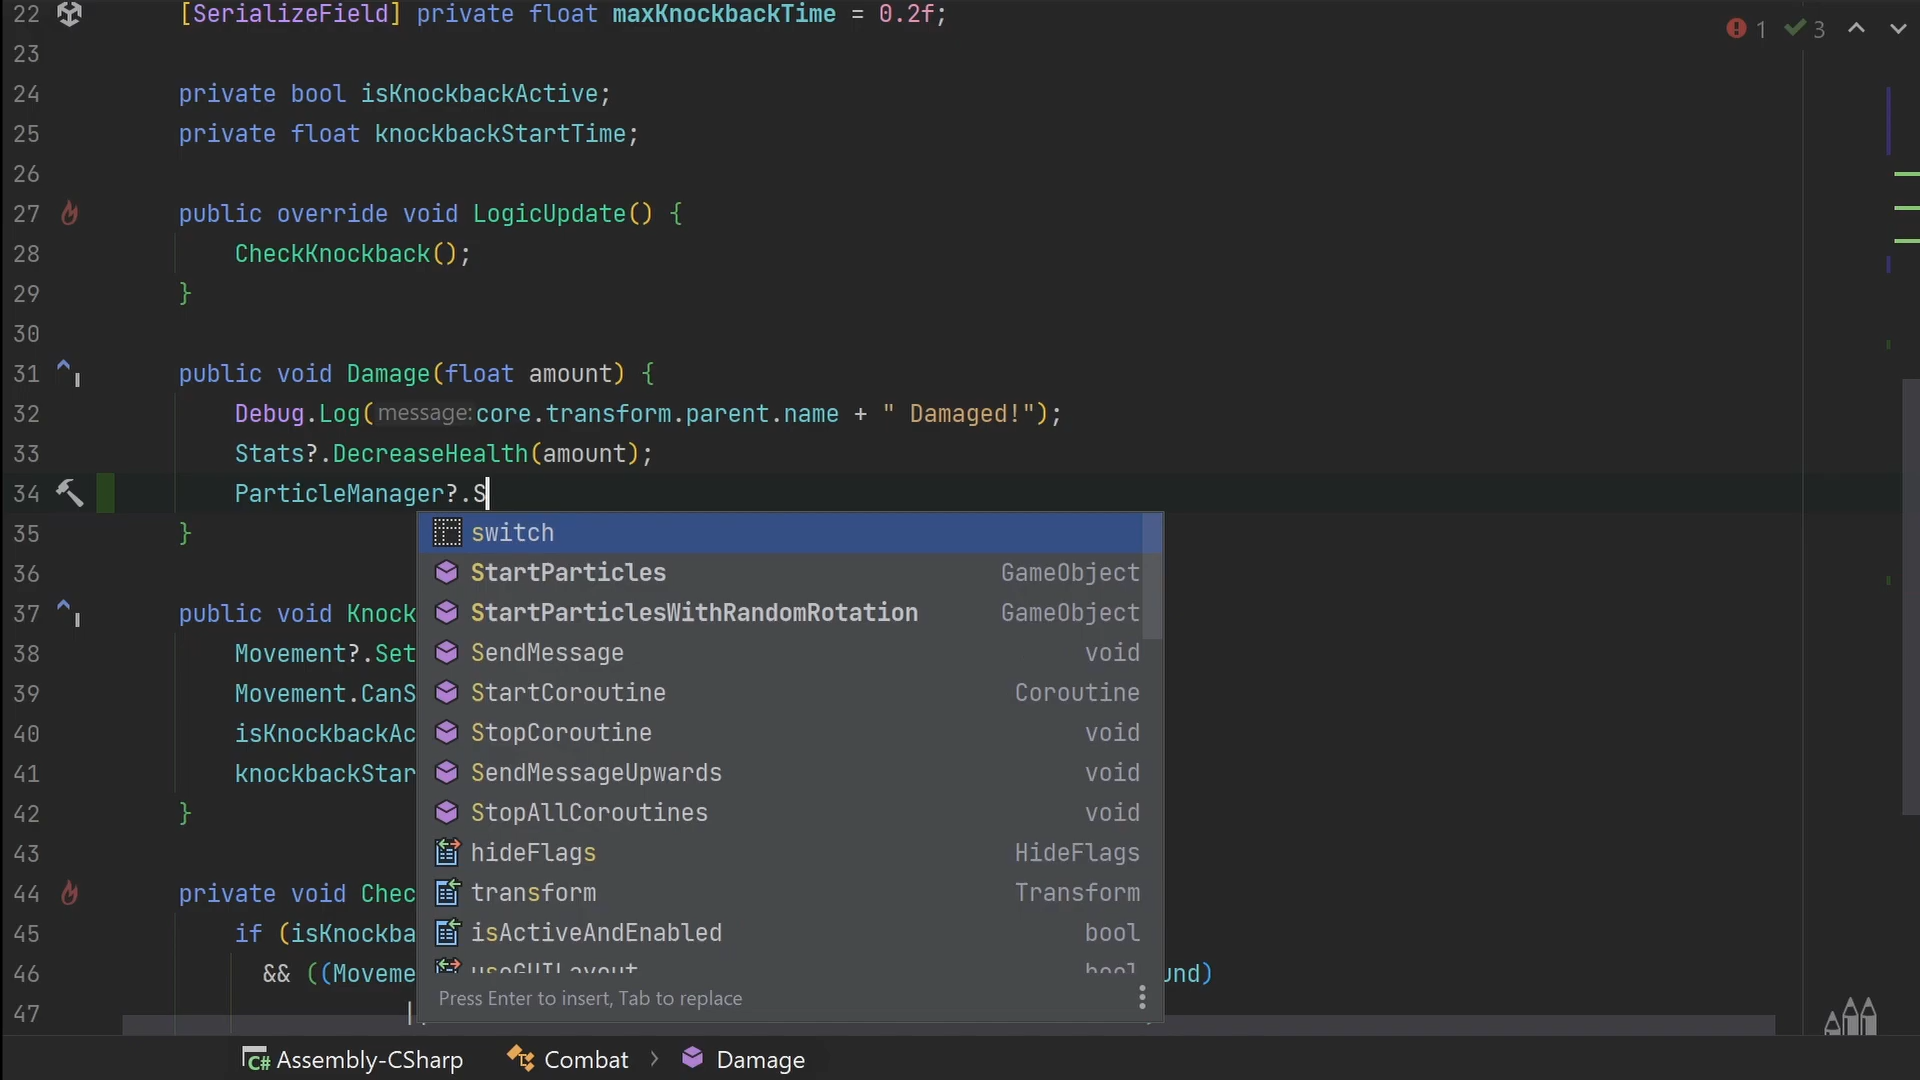 22 [SerializeField] private float maxKnockbackTime = 0.2f;
1 3
23
24 private bool isKnockbackActive;
25 private float knockbackStartTime;
26
27 public override void LogicUpdate() {
28 CheckKnockback();
29 }
30
31 public void Damage(float amount) {
32 Debug.Log(message: core.transform.parent.name + " Damaged!");
33 Stats?.DecreaseHealth(amount);
34 ParticleManager?.S
35 }
36
37 public void Knock
38 Movement?.Set
39 Movement.CanS
40 isKnockbackAc
41 knockbackStar
42 }
43
44 private void Chec
45 if (isKnockba
46 && ((Moveme und)
47
switch
StartParticles GameObject
StartParticlesWithRandomRotation GameObject
SendMessage void
StartCoroutine Coroutine
StopCoroutine void
SendMessageUpwards void
StopAllCoroutines void
hideFlags HideFlags
transform Transform
isActiveAndEnabled bool
useGUILayout bool
Press Enter to insert, Tab to replace
C# Assembly-CSharp Combat > Damage